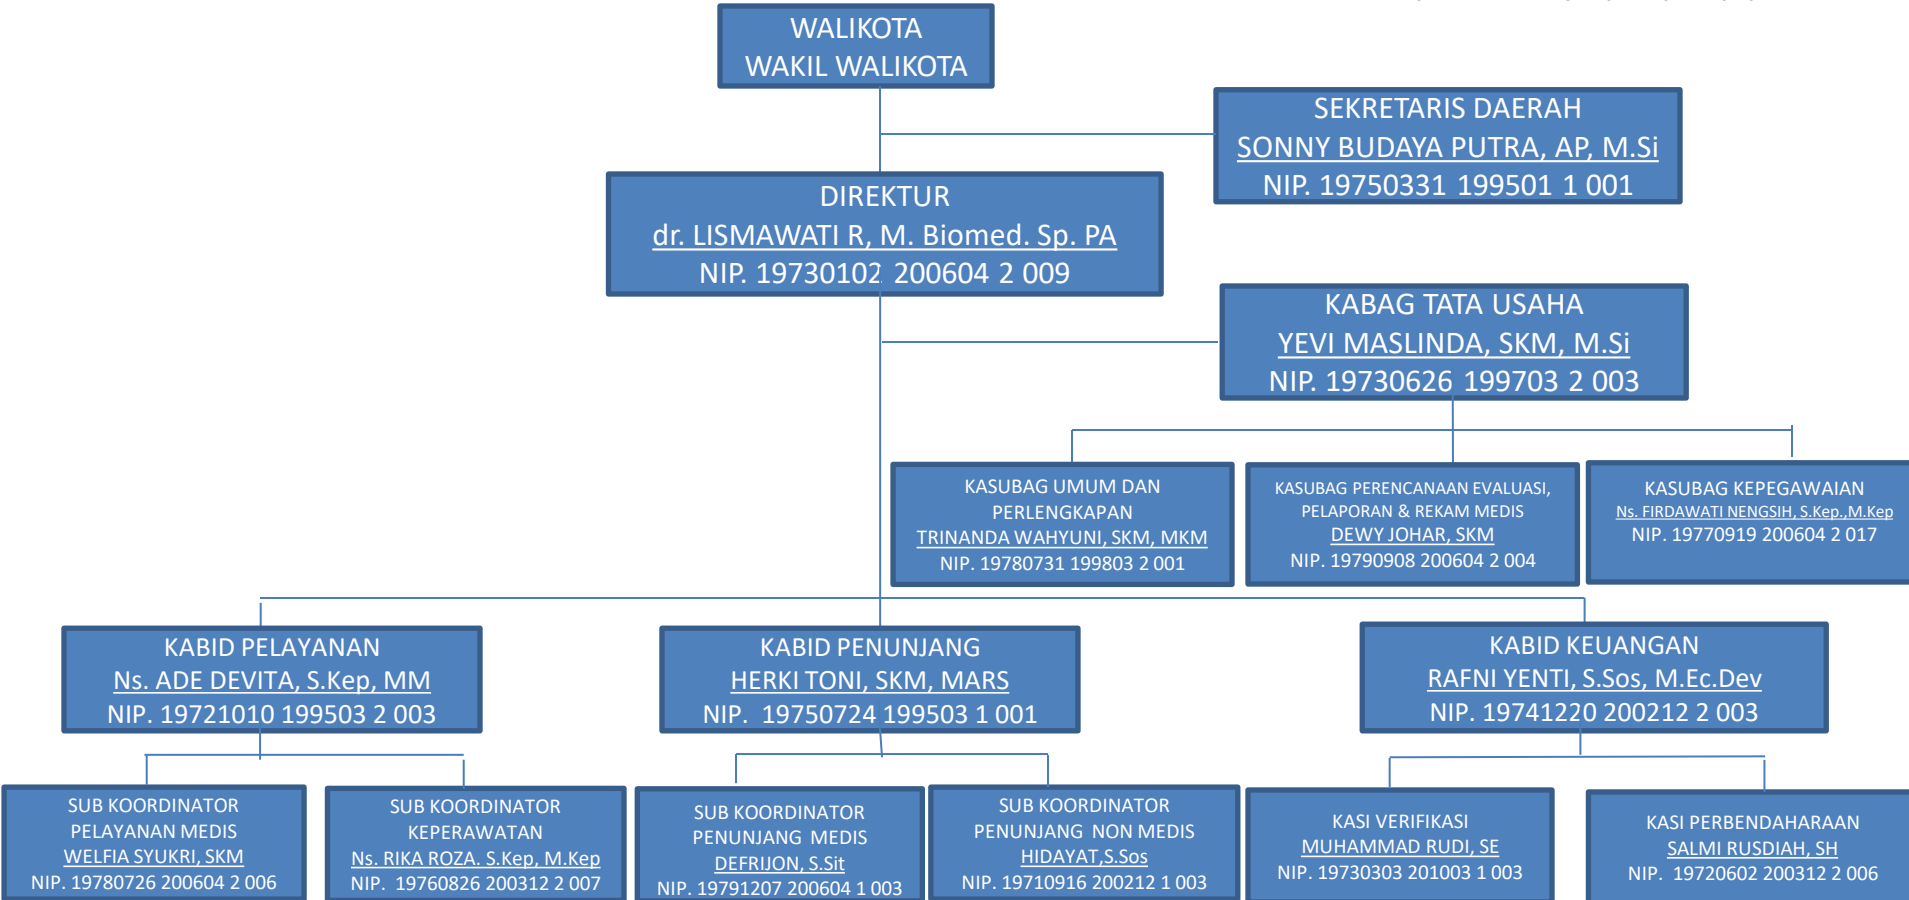 WALIKOTA
WAKIL WALIKOTA
SEKRETARIS DAERAH
SONNY BUDAYA PUTRA, AP, M.Si
NIP. 19750331 199501 1 001
DIREKTUR
dr. LISMAWATI R, M. Biomed. Sp. PA
NIP. 19730102 200604 2 009
KABAG TATA USAHA
YEVI MASLINDA, SKM, M.Si
NIP. 19730626 199703 2 003
KASUBAG UMUM DAN
PERLENGKAPAN
TRINANDA WAHYUNI, SKM, MKM
NIP. 19780731 199803 2 001
KASUBAG PERENCANAAN EVALUASI,
PELAPORAN & REKAM MEDIS
DEWY JOHAR, SKM
NIP. 19790908 200604 2 004
KASUBAG KEPEGAWAIAN
Ns. FIRDAWATI NENGSIH, S.Kep.,M.Kep
NIP. 19770919 200604 2 017
KABID PELAYANAN
Ns. ADE DEVITA, S.Kep, MM
NIP. 19721010 199503 2 003
KABID PENUNJANG
HERKI TONI, SKM, MARS
NIP. 19750724 199503 1 001
KABID KEUANGAN
RAFNI YENTI, S.Sos, M.Ec.Dev
NIP. 19741220 200212 2 003
SUB KOORDINATOR
PELAYANAN MEDIS
WELFIA SYUKRI, SKM
NIP. 19780726 200604 2 006
SUB KOORDINATOR
KEPERAWATAN
Ns. RIKA ROZA. S.Kep, M.Kep
NIP. 19760826 200312 2 007
SUB KOORDINATOR
PENUNJANG MEDIS
DEFRIJON, S.Sit
NIP. 19791207 200604 1 003
SUB KOORDINATOR
PENUNJANG NON MEDIS
HIDAYAT,S.Sos
NIP. 19710916 200212 1 003
KASI VERIFIKASI
MUHAMMAD RUDI, SE
NIP. 19730303 201003 1 003
KASI PERBENDAHARAAN
SALMI RUSDIAH, SH
NIP. 19720602 200312 2 006